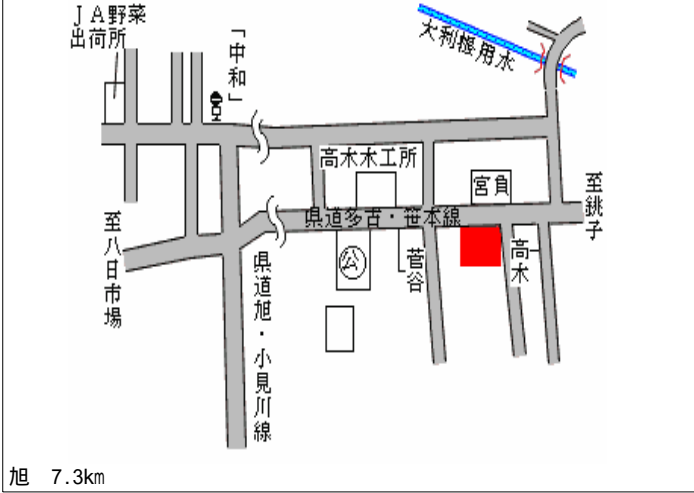 ＪＡ野菜
出荷所
「中和」
大利根用水
高木木工所
宮負
至銚子
県道多古・笹本線
至八日市場
公
菅谷
高木
県道旭・小見川線
旭　7.3km